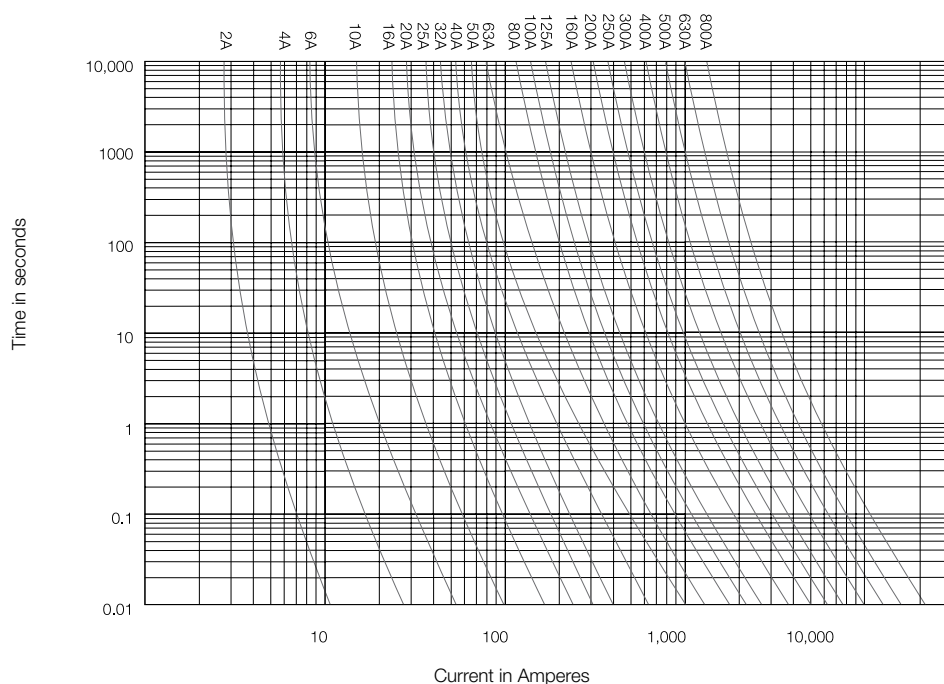 2A
4A
6A
10A
16A
20A
25A
32A
40A
50A
63A
80A
100A
125A
160A
200A
250A
300A
400A
500A
630A
800A
10,000
1000
100
10
1
0.1
0.01
Time in seconds
10
100
1,000
10,000
Current in Amperes